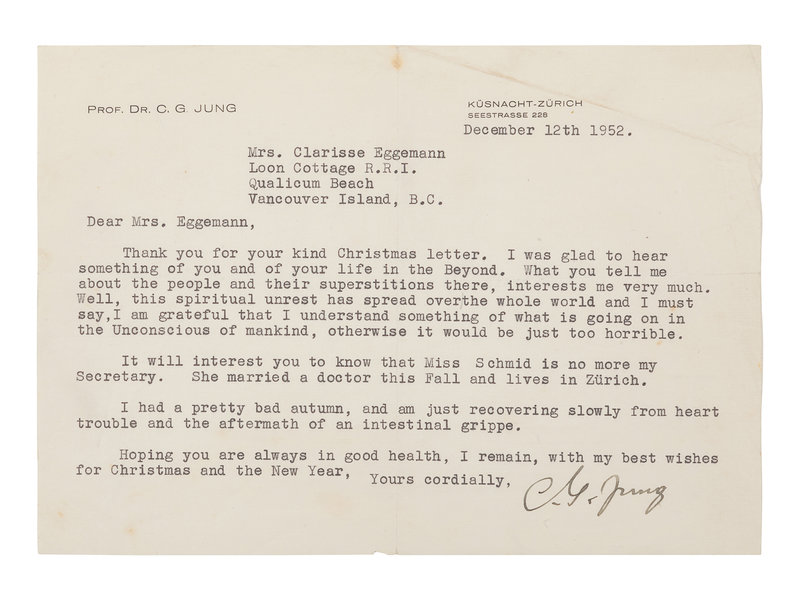 PROF. DR. C. G. JUNG
KÜSNACHT-ZÜRICH
SEESTRASSE 228
December 12th 1952.
Mrs. Clarisse Eggemann
Loon Cottage R.R.I.
Qualicum Beach
Vancouver Island, B.C.
Dear Mrs. Eggemann,
Thank you for your kind Christmas letter. I was glad to hear
something of you and of your life in the Beyond. What you tell me
about the people and their superstitions there, interests me very much.
Well, this spiritual unrest has spread overthe whole world and I must
say,I am grateful that I understand something of what is going on in
the Unconscious of mankind, otherwise it would be just too horrible.
It will interest you to know that Miss Schmid is no more my
Secretary. She married a doctor this Fall and lives in Zürich.
I had a pretty bad autumn, and am just recovering slowly from heart
trouble and the aftermath of an intestinal grippe.
Hoping you are always in good health, I remain, with my best wishes
for Christmas and the New Year,
Yours cordially,
C. G. Jung